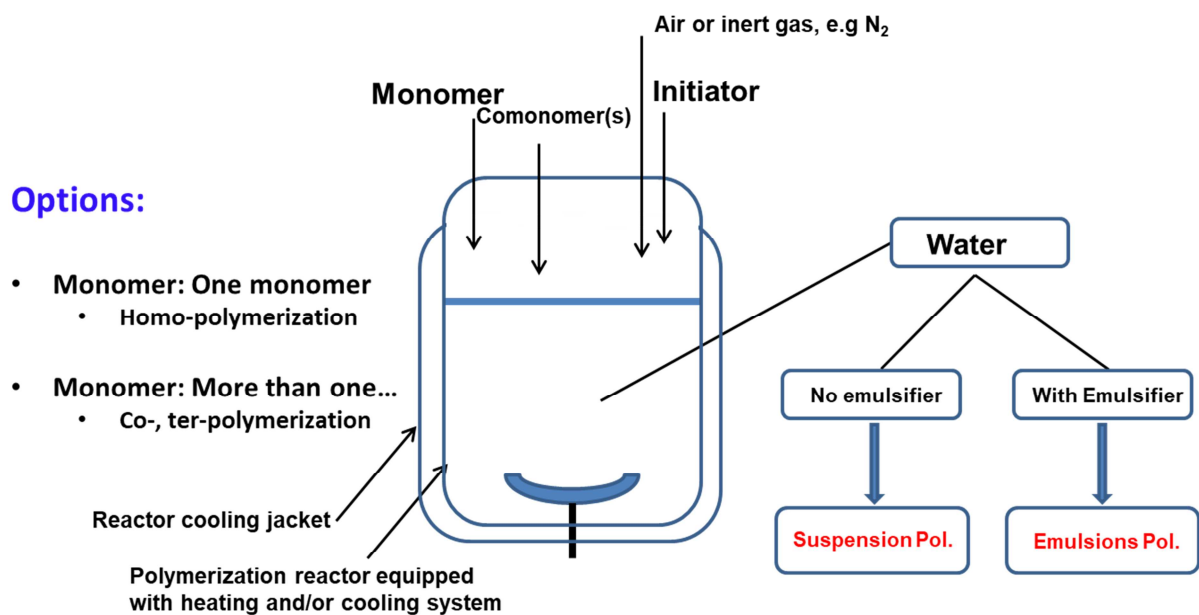 Air or inert gas, e.g N₂
Monomer
Initiator
Comonomer(s)
Options:
• Monomer: One monomer
• Homo-polymerization
• Monomer: More than one...
• Co-, ter-polymerization
Reactor cooling jacket
Polymerization reactor equipped
with heating and/or cooling system
Water
No emulsifier
With Emulsifier
Suspension Pol.
Emulsions Pol.